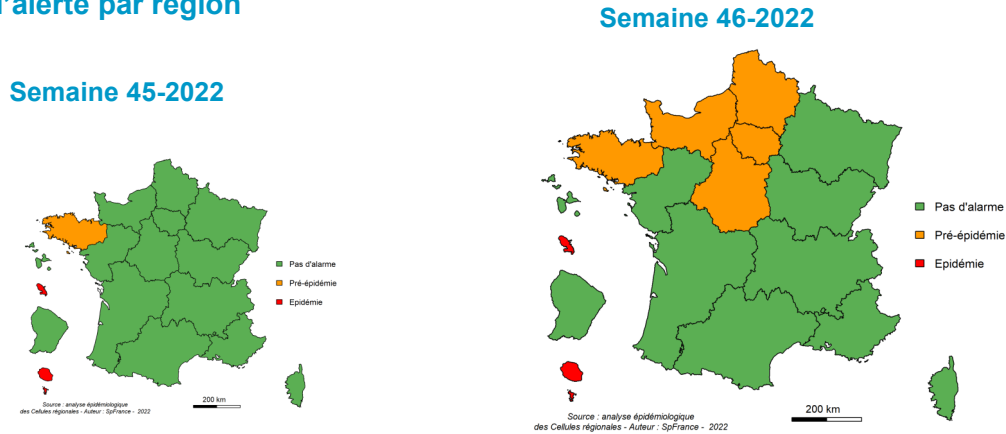 l'alerte par région
Semaine 45-2022
Pas d'alarme
Pré-épidémie
Epidémie
Source : analyse épidémiologique
des Cellules régionales - Auteur : SpFrance - 2022
200 km
Semaine 46-2022
Pas d'alarme
Pré-épidémie
Epidémie
Source : analyse épidémiologique
des Cellules régionales - Auteur : SpFrance - 2022
200 km